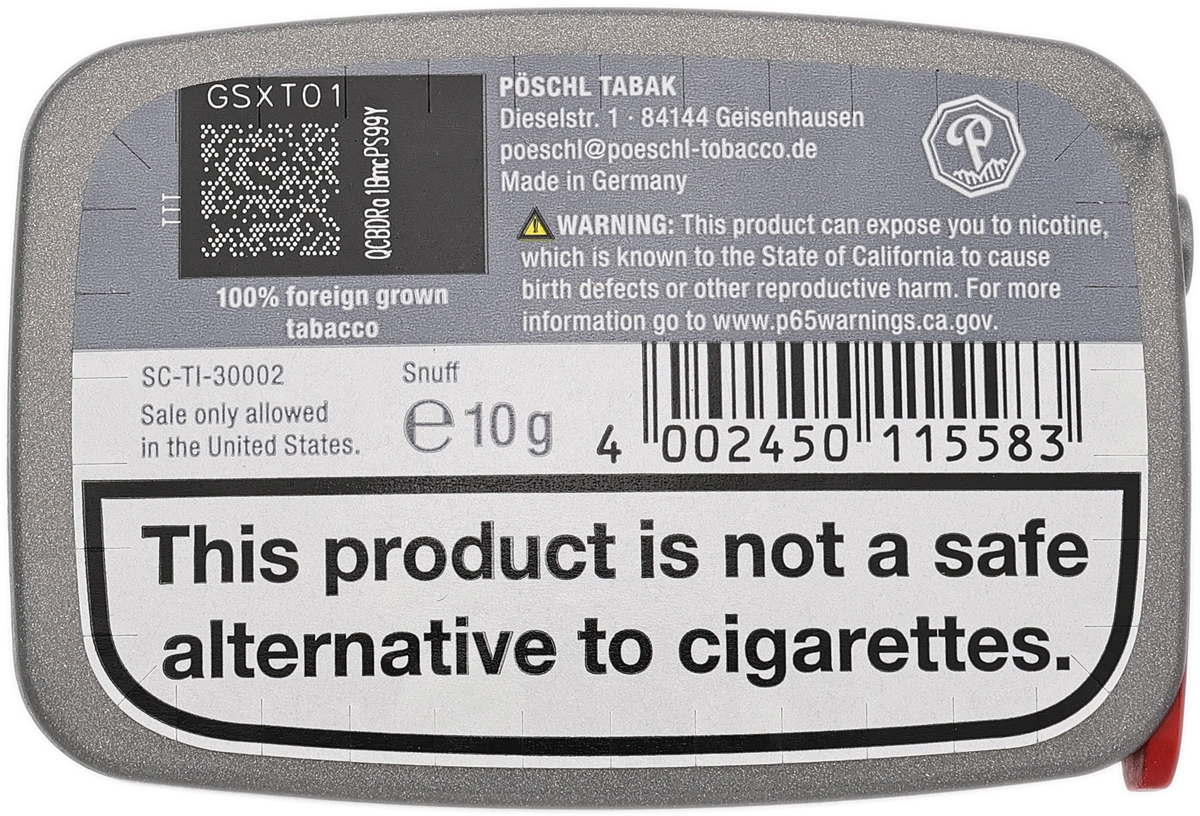 GSXT01
QCBDRa1BmcPS99Y
TTT
100% foreign grown
tabacco
PÖSCHL TABAK
Dieselstr. 1 · 84144 Geisenhausen
poeschl@poeschl-tobacco.de
Made in Germany
P
⚠ WARNING: This product can expose you to nicotine,
which is known to the State of California to cause
birth defects or other reproductive harm. For more
information go to www.p65warnings.ca.gov.
SC-TI-30002
Sale only allowed
in the United States.
Snuff
℮ 10 g
4 002450 115583
This product is not a safe
alternative to cigarettes.